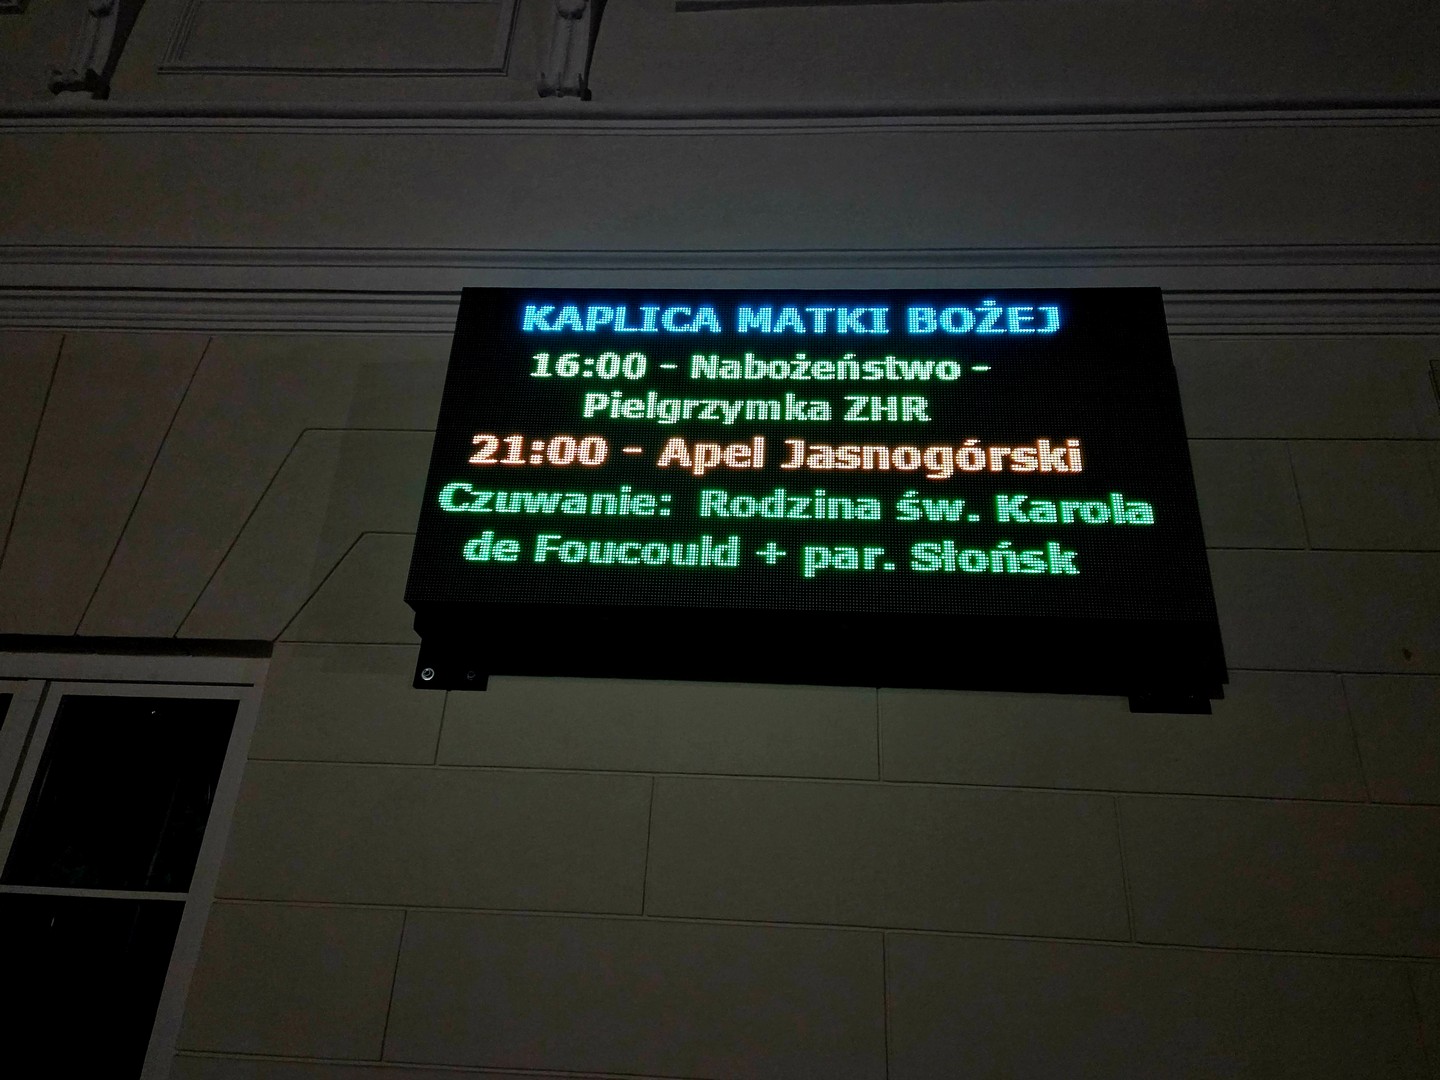 KAPLICA MATKI BOŻEJ
16:00 - Nabożeństwo -
Pielgrzymka ZHR
21:00 - Apel Jasnogórski
Czuwanie: Rodzina św. Karola
de Foucould + par. Słońsk